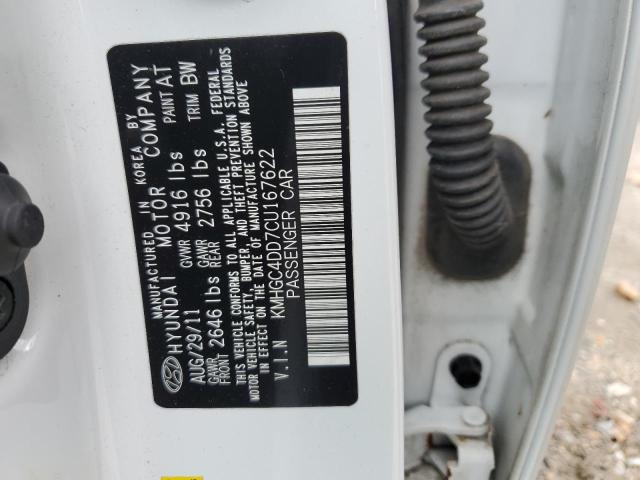 MANUFACTURED IN KOREA BY
HYUNDAI MOTOR COMPANY
AUG/29/11 GVWR 4916 lbs PAINT AT
GAWR FRONT 2646 lbs GAWR REAR 2756 lbs TRIM BW
THIS VEHICLE CONFORMS TO ALL APPLICABLE U.S.A. FEDERAL
MOTOR VEHICLE SAFETY, BUMPER, AND THEFT PREVENTION STANDARDS
IN EFFECT ON THE DATE OF MANUFACTURE SHOWN ABOVE
V.I.N KMHGC4DD7CU167622
PASSENGER CAR